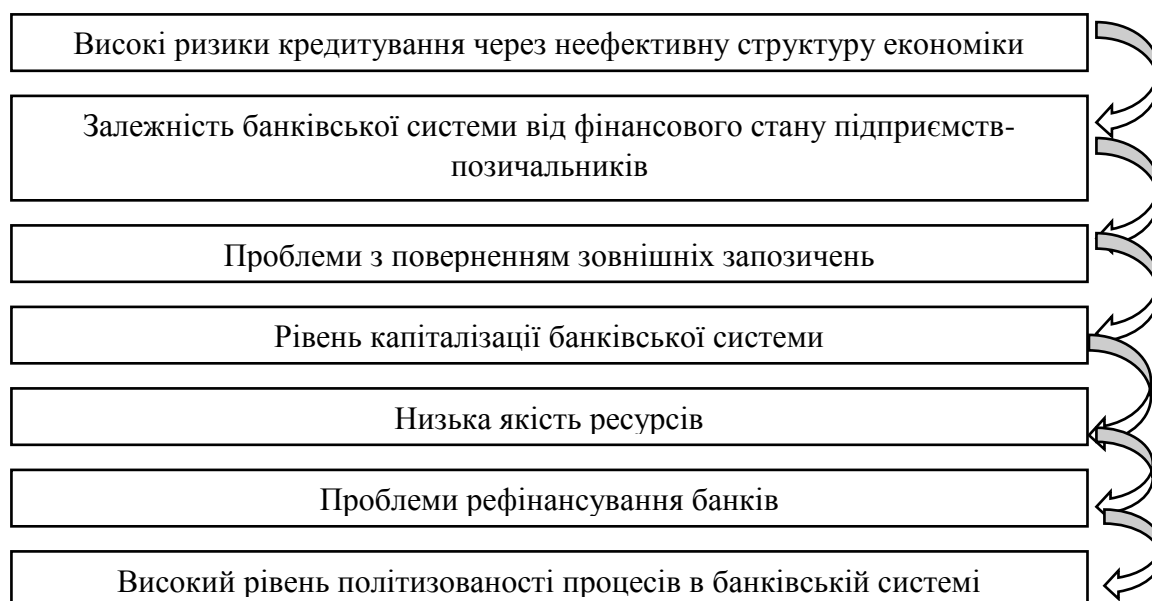 Високі ризики кредитування через неефективну структуру економіки
Залежність банківської системи від фінансового стану підприємств-
позичальників
Проблеми з поверненням зовнішніх запозичень
Рівень капіталізації банківської системи
Низька якість ресурсів
Проблеми рефінансування банків
Високий рівень політизованості процесів в банківській системі